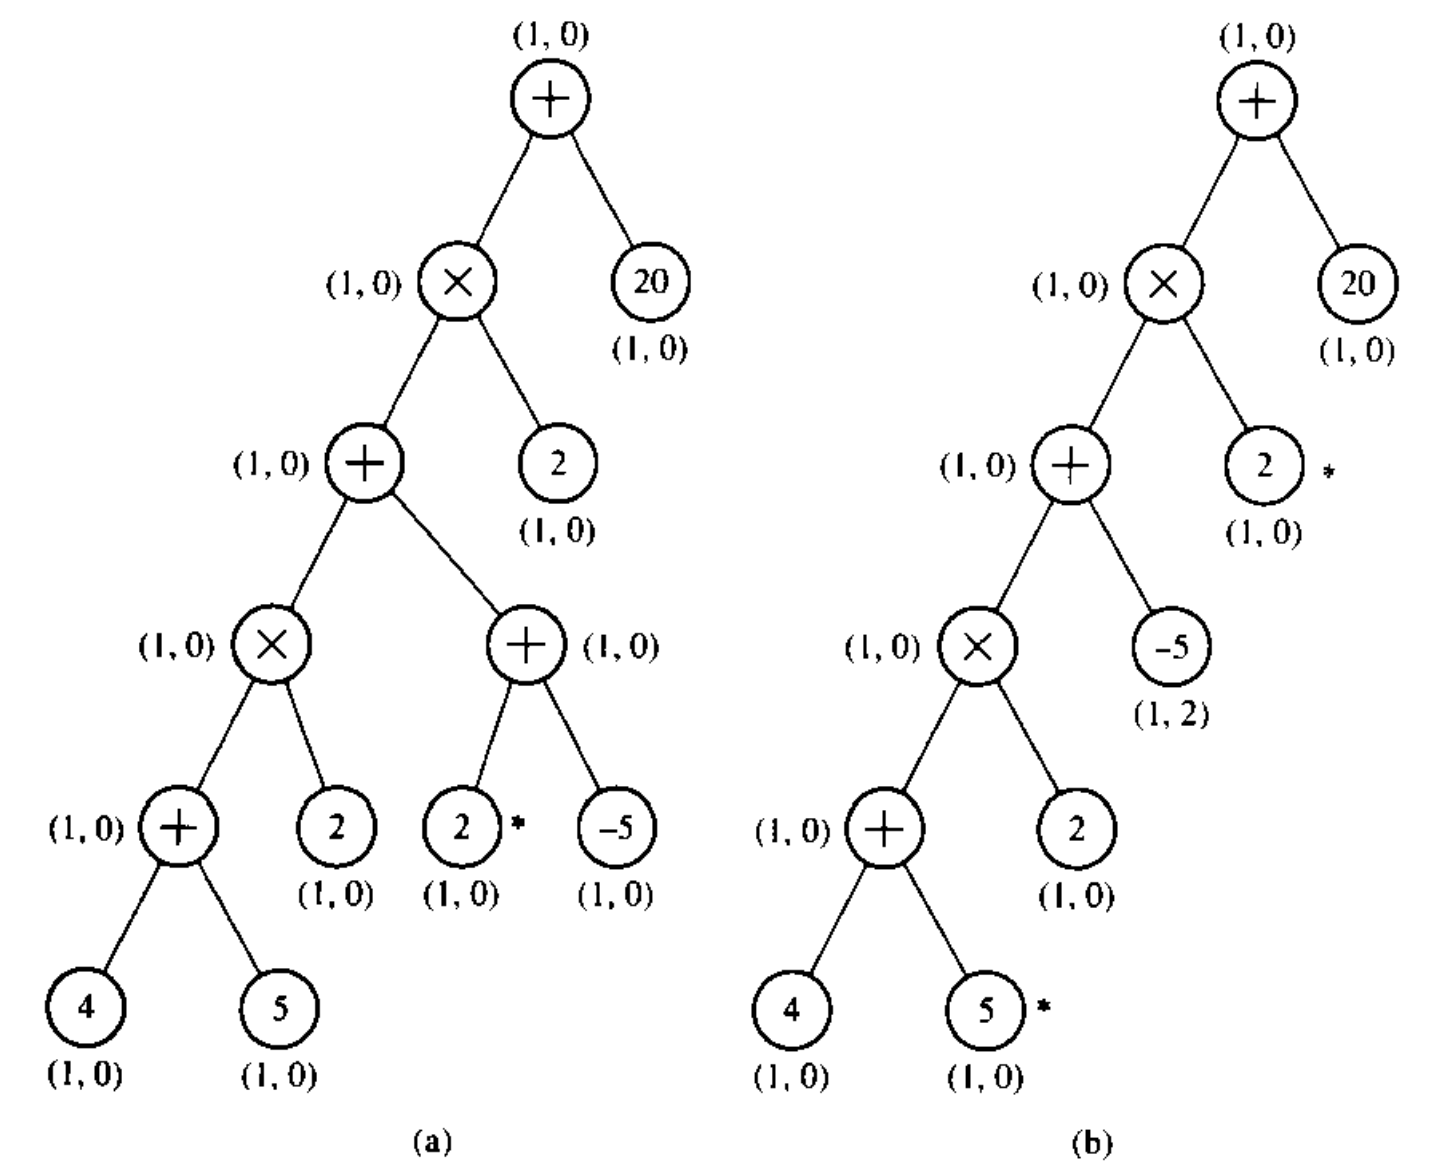 (1, 0) (1, 0)
+ +
(1, 0) × 20 (1, 0) × 20
(1, 0) (1, 0)
(1, 0) + 2 (1, 0) + 2 *
(1, 0) (1, 0)
(1, 0) × + (1, 0) (1, 0) × –5
(1, 2)
(1, 0) + 2 2 * –5 (1, 0) + 2
(1, 0) (1, 0) (1, 0) (1, 0)
4 5 4 5 *
(1, 0) (1, 0) (1, 0) (1, 0)
(a) (b)